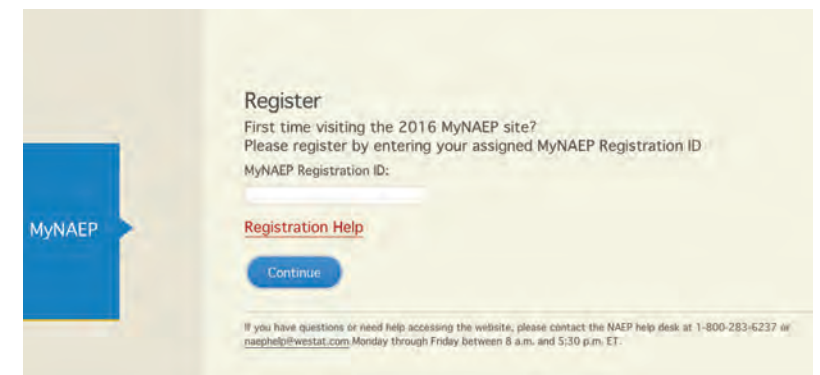 Register
First time visiting the 2016 MyNAEP site?
Please register by entering your assigned MyNAEP Registration ID
MyNAEP Registration ID:
MyNAEP
Registration Help
Continue
If you have questions or need help accessing the website, please contact the NAEP help desk at 1-800-283-6237 or
naephelp@westat.com Monday through Friday between 8 a.m. and 5:30 p.m. ET.